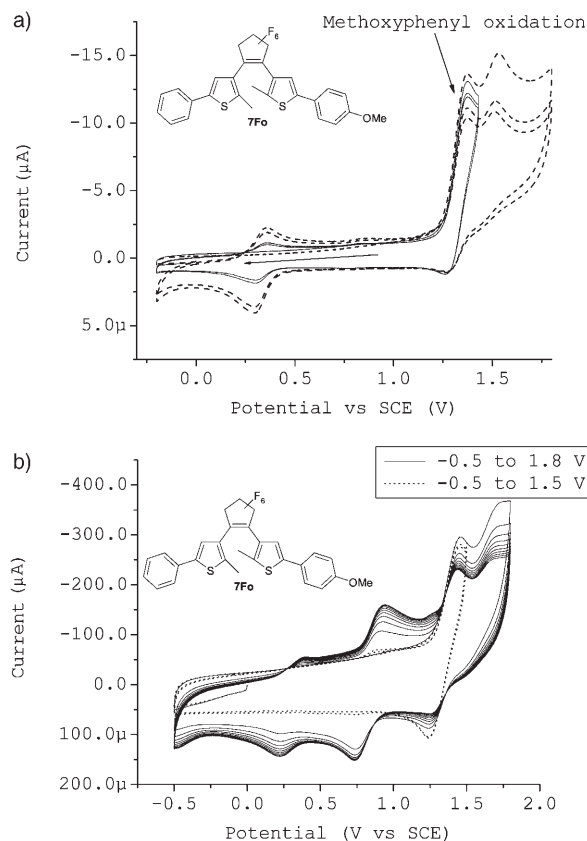 a)
Methoxyphenyl oxidation
-15.0
-10.0
-5.0
0.0
5.0µ
Current (µA)
F6
S
S
OMe
7Fo
0.0
0.5
1.0
1.5
Potential vs SCE (V)
b)
-0.5 to 1.8 V
-0.5 to 1.5 V
-400.0
-300.0
-200.0
-100.0
0.0
100.0µ
200.0µ
Current (µA)
F6
S
S
OMe
7Fo
-0.5
0.0
0.5
1.0
1.5
2.0
Potential (V vs SCE)